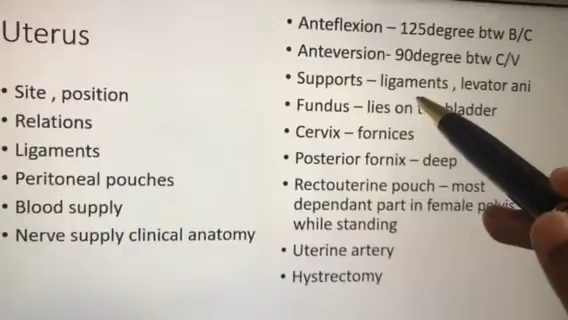 Uterus
• Site , position
• Relations
• Ligaments
• Peritoneal pouches
• Blood supply
• Nerve supply clinical anatomy
• Anteflexion – 125degree btw B/C
• Anteversion- 90degree btw C/V
• Supports – ligaments , levator ani
• Fundus – lies on bladder
• Cervix – fornices
• Posterior fornix – deep
• Rectouterine pouch – most
dependant part in female
while standing
• Uterine artery
• Hystrectomy